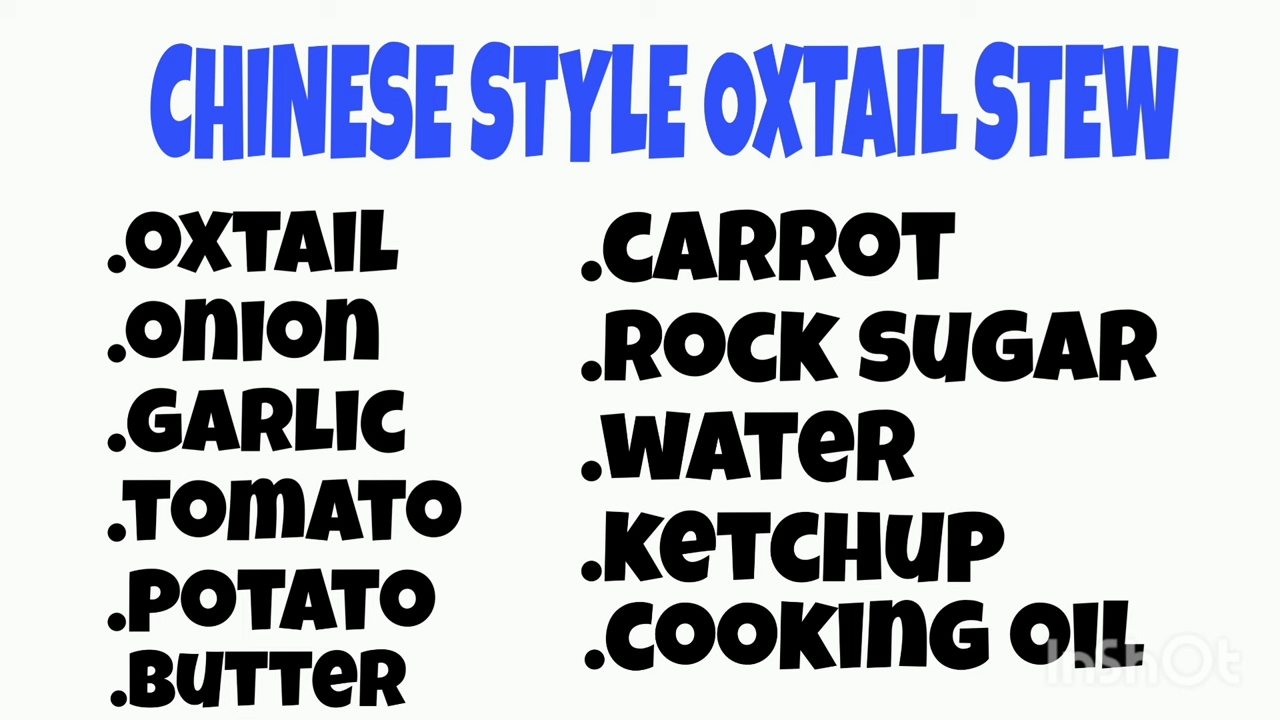 CHINESE STYLE OXTAIL STEW
.OXTAIL
.ONION
.GARLIC
.TOMATO
.POTATO
.BUTTER
.CARROT
.ROCK SUGAR
.WATER
.KETCHUP
.COOKING OIL
InShOt